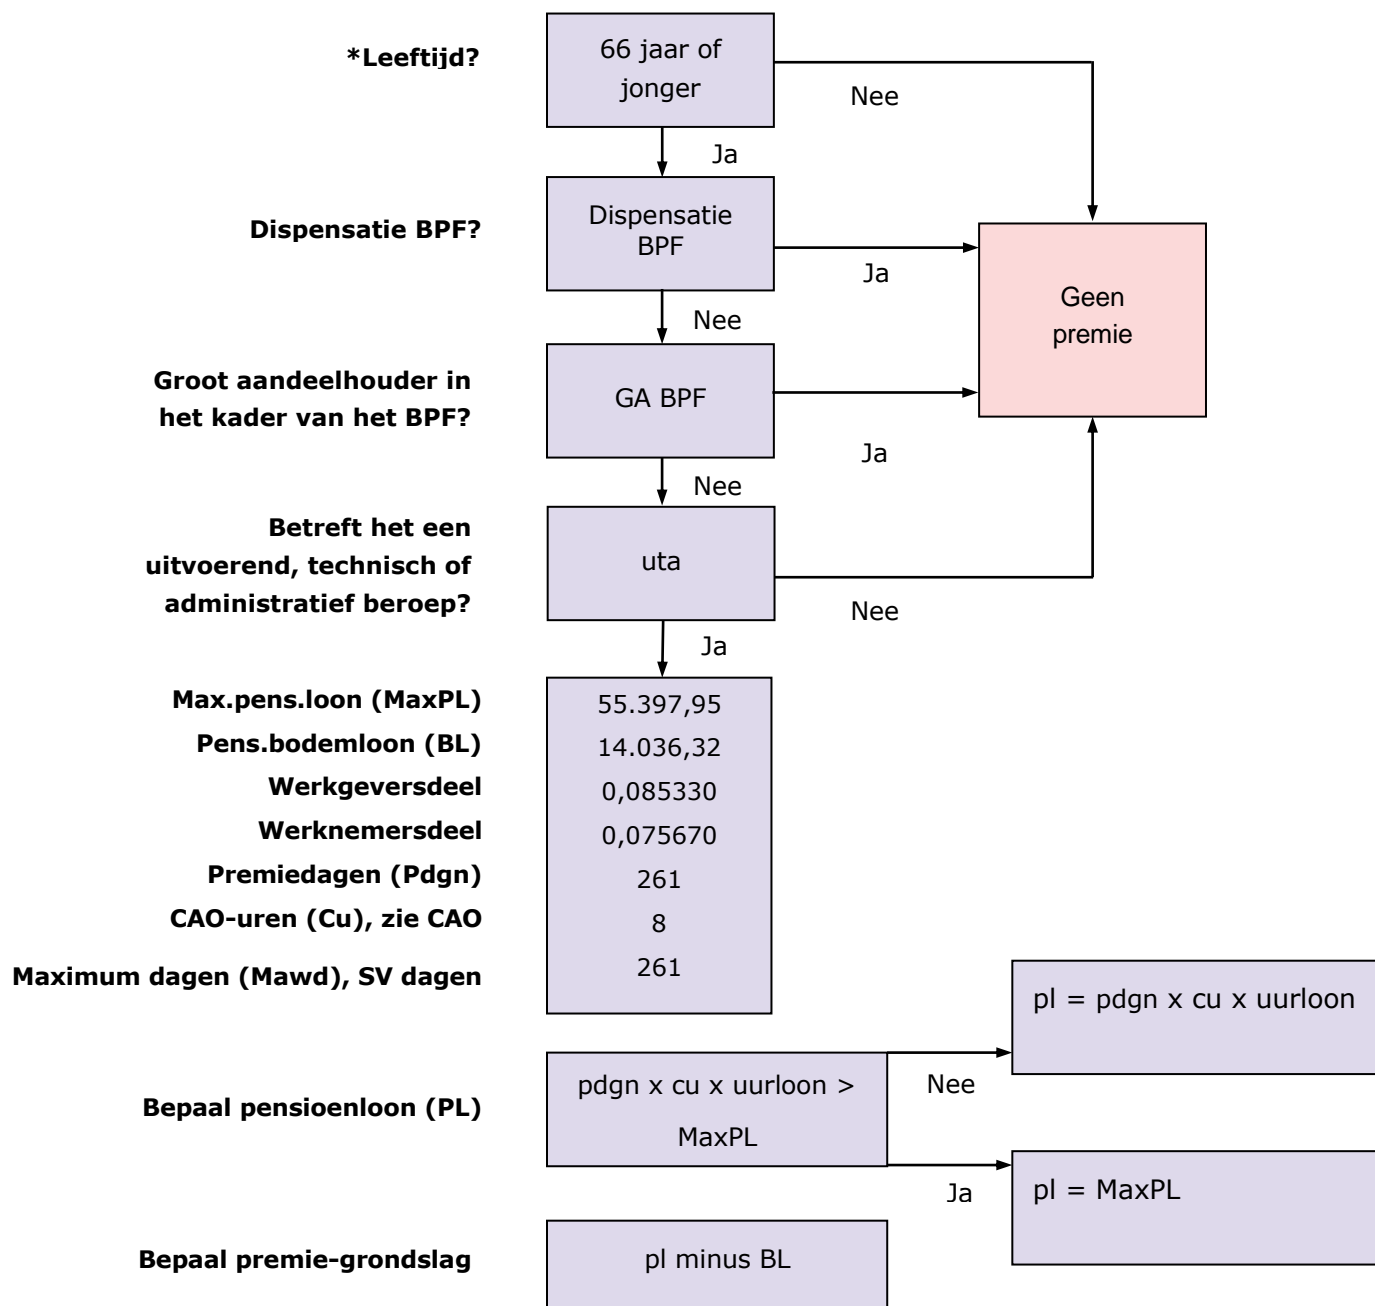 *Leeftijd?
66 jaar of
jonger
Nee
Ja
Dispensatie BPF?
Dispensatie
BPF
Ja
Geen
premie
Nee
Groot aandeelhouder in
het kader van het BPF?
GA BPF
Ja
Nee
Betreft het een
uitvoerend, technisch of
administratief beroep?
uta
Nee
Ja
Max.pens.loon (MaxPL)
55.397,95
Pens.bodemloon (BL)
14.036,32
Werkgeversdeel
0,085330
Werknemersdeel
0,075670
Premiedagen (Pdgn)
261
CAO-uren (Cu), zie CAO
8
Maximum dagen (Mawd), SV dagen
261
pl = pdgn x cu x uurloon
Bepaal pensioenloon (PL)
pdgn x cu x uurloon >
MaxPL
Nee
Ja
pl = MaxPL
Bepaal premie-grondslag
pl minus BL